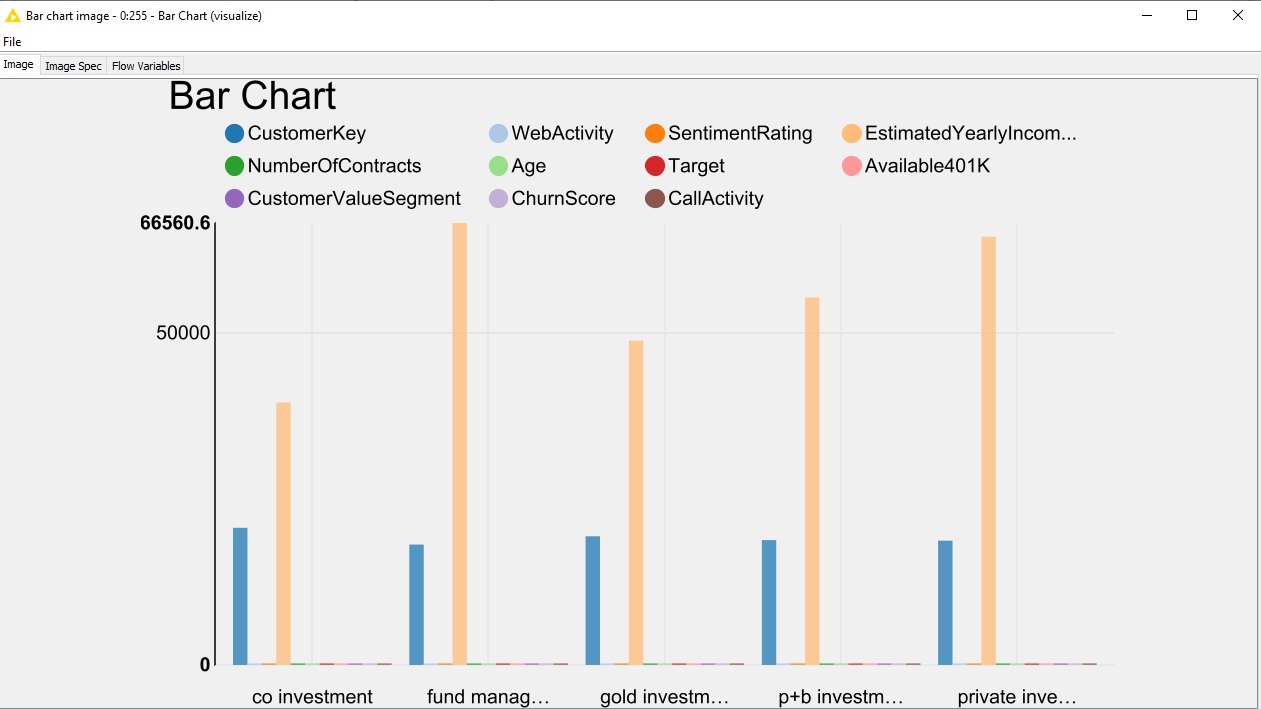 Bar chart image - 0:255 - Bar Chart (visualize)
File
Image Image Spec Flow Variables
Bar Chart
CustomerKey WebActivity SentimentRating EstimatedYearlyIncom...
NumberOfContracts Age Target Available401K
CustomerValueSegment ChurnScore CallActivity
66560.6
50000
0
co investment fund manag... gold investm... p+b investm... private inve...